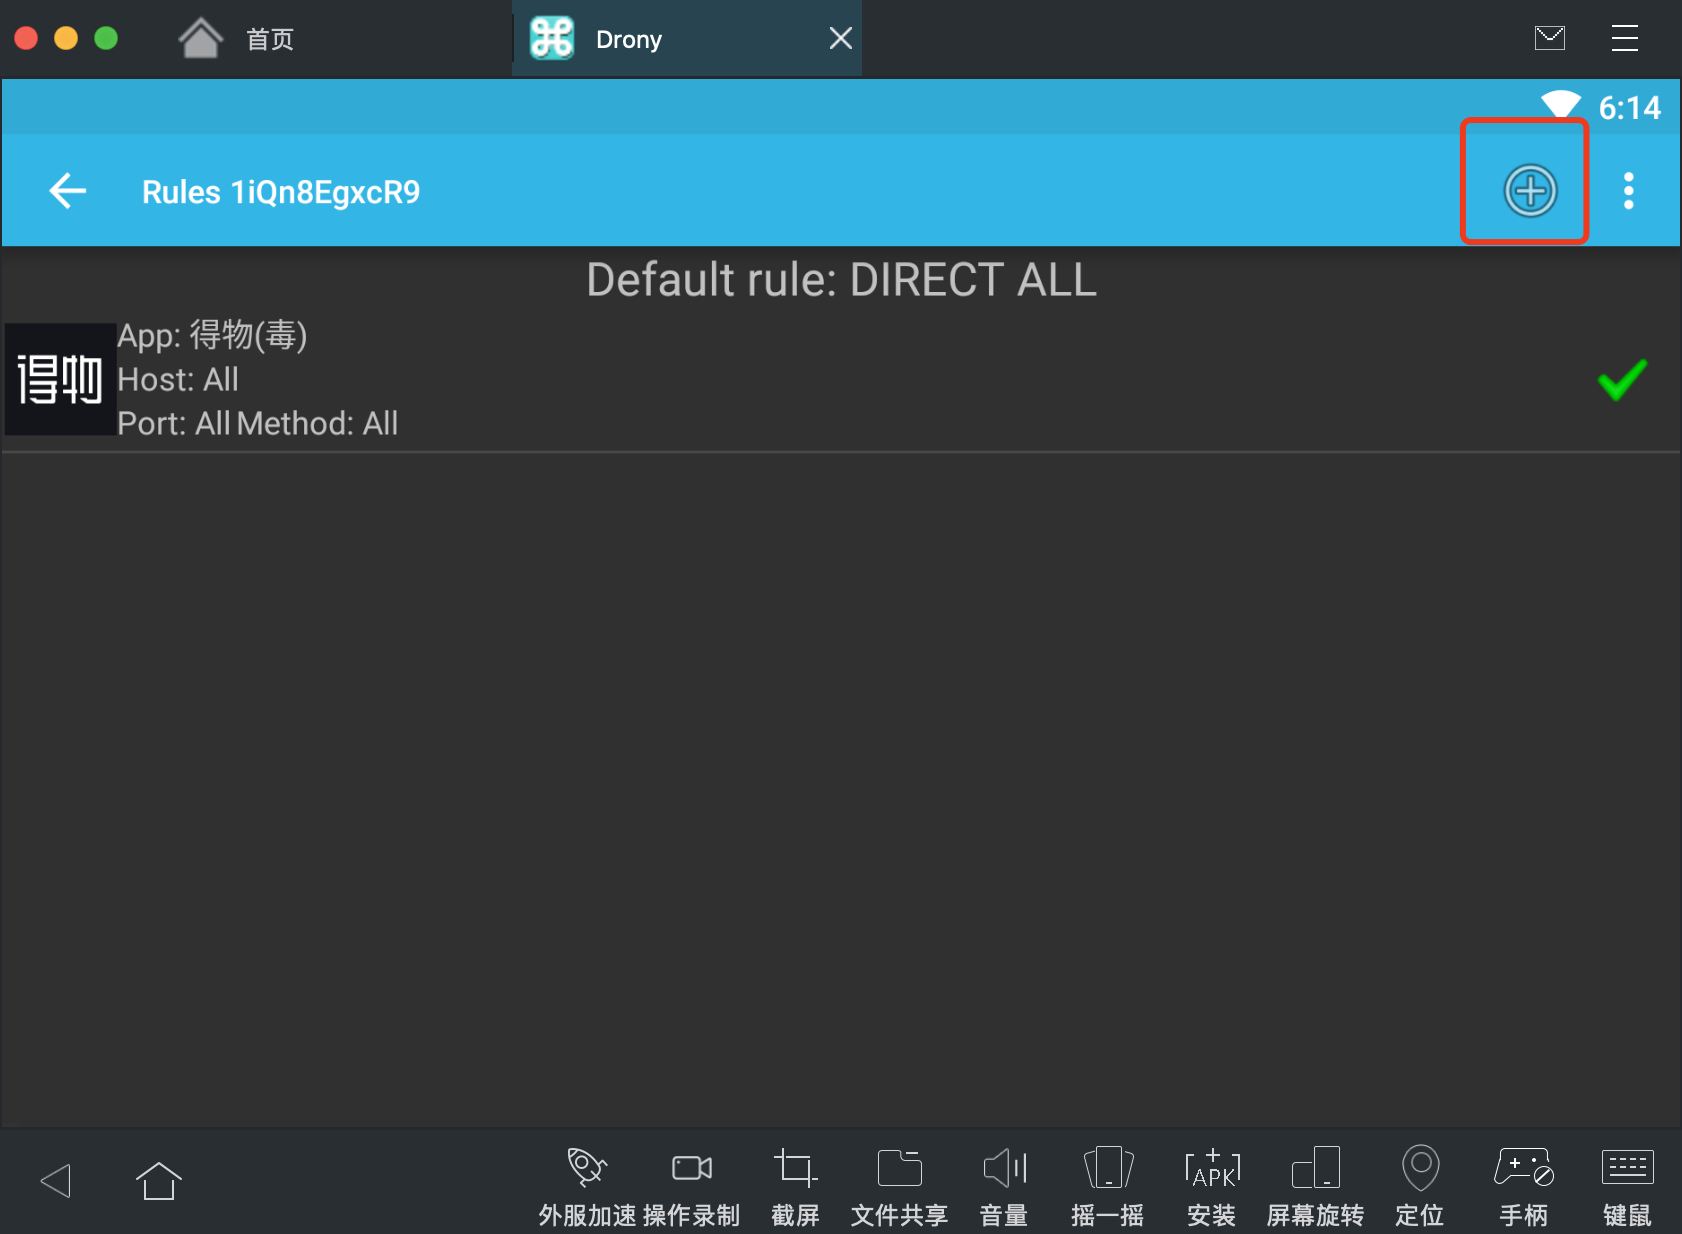 首页
Drony
6:14
Rules 1iQn8EgxcR9
Default rule: DIRECT ALL
得物
App: 得物(毒)
Host: All
Port: All Method: All
APK
外服加速 操作录制 截屏 文件共享 音量 摇一摇 安装 屏幕旋转 定位 手柄 键鼠